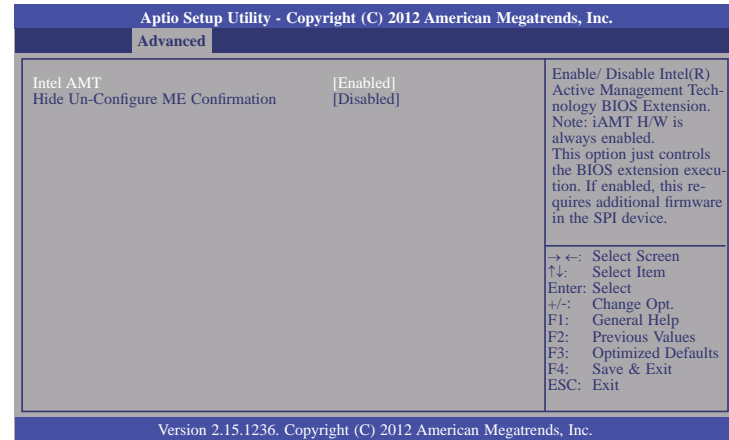 Aptio Setup Utility - Copyright (C) 2012 American Megatrends, Inc.
Advanced
Intel AMT [Enabled]
Hide Un-Configure ME Confirmation [Disabled]
Enable/ Disable Intel(R)
Active Management Tech-
nology BIOS Extension.
Note: iAMT H/W is
always enabled.
This option just controls
the BIOS extension execu-
tion. If enabled, this re-
quires additional firmware
in the SPI device.
→ ←: Select Screen
↑↓: Select Item
Enter: Select
+/-: Change Opt.
F1: General Help
F2: Previous Values
F3: Optimized Defaults
F4: Save & Exit
ESC: Exit
Version 2.15.1236. Copyright (C) 2012 American Megatrends, Inc.